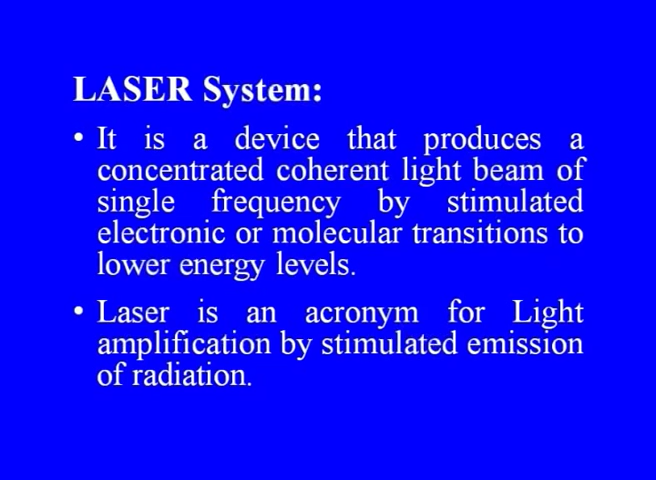 LASER System:
• It is a device that produces a
concentrated coherent light beam of
single frequency by stimulated
electronic or molecular transitions to
lower energy levels.
• Laser is an acronym for Light
amplification by stimulated emission
of radiation.